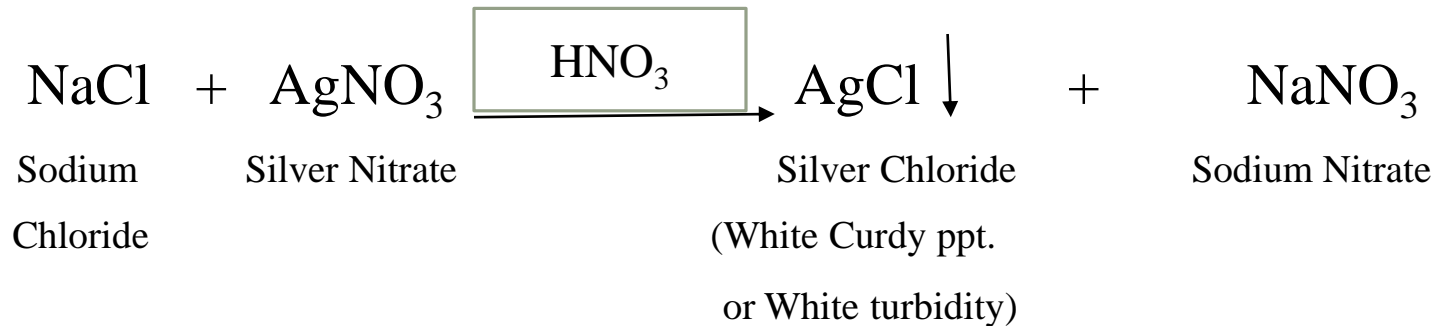 HNO₃
NaCl + AgNO₃ → AgCl ↓ + NaNO₃
Sodium Silver Nitrate Silver Chloride Sodium Nitrate
Chloride (White Curdy ppt.
or White turbidity)